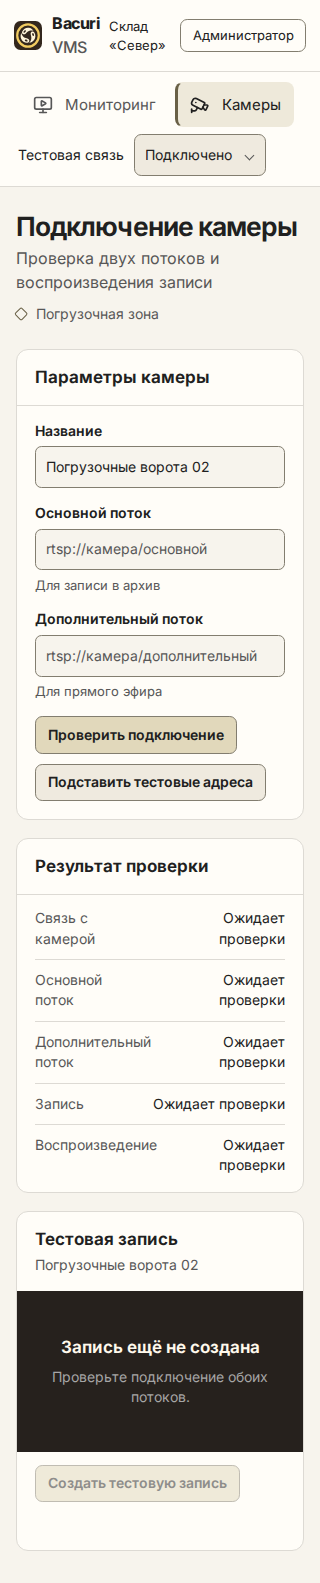 Bacuri
VMS
Склад
«Север»
Администратор
Мониторинг
Камеры
Тестовая связь
Подключено
Подключение камеры
Проверка двух потоков и
воспроизведения записи
Погрузочная зона
Параметры камеры
Название
Погрузочные ворота 02
Основной поток
rtsp://камера/основной
Для записи в архив
Дополнительный поток
rtsp://камера/дополнительный
Для прямого эфира
Проверить подключение
Подставить тестовые адреса
Результат проверки
Связь с
камерой
Ожидает
проверки
Основной
поток
Ожидает
проверки
Дополнительный
поток
Ожидает
проверки
Запись
Ожидает проверки
Воспроизведение
Ожидает
проверки
Тестовая запись
Погрузочные ворота 02
Запись ещё не создана
Проверьте подключение обоих
потоков.
Создать тестовую запись